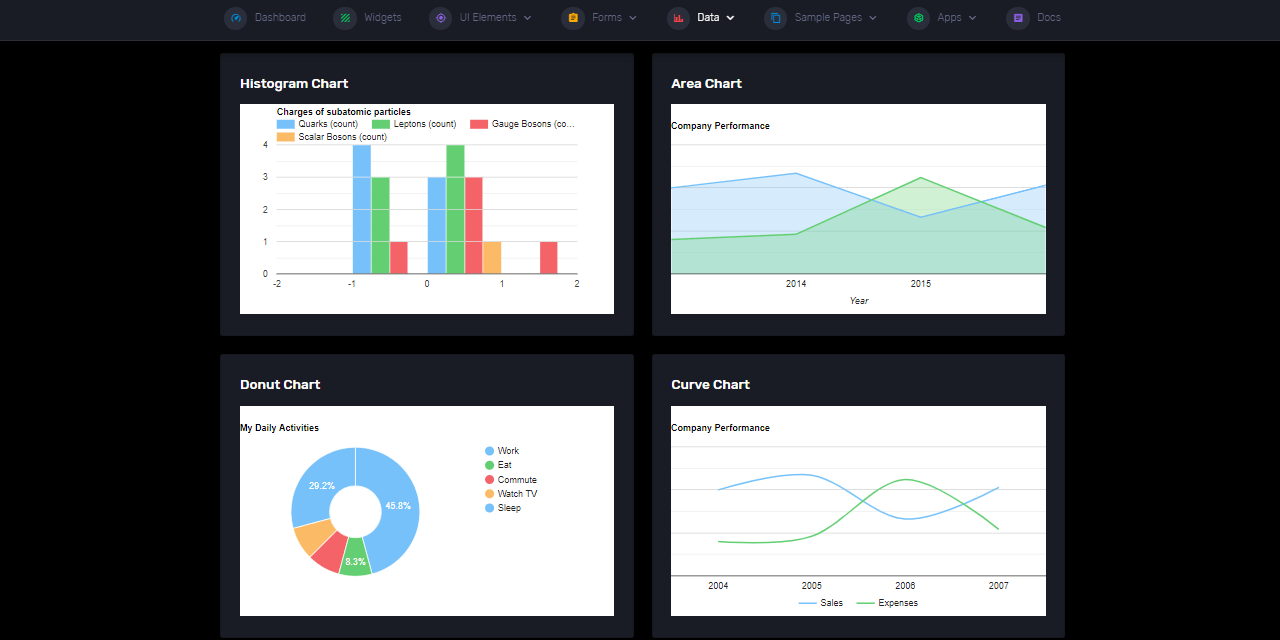 Dashboard Widgets UI Elements Forms Data Sample Pages Apps Docs
Histogram Chart
Charges of subatomic particles
Quarks (count) Leptons (count) Gauge Bosons (co...
Scalar Bosons (count)
4
3
2
1
0
-2 -1 0 1 2
Area Chart
Company Performance
2014 2015
Year
Donut Chart
My Daily Activities
29.2%
45.8%
8.3%
Work
Eat
Commute
Watch TV
Sleep
Curve Chart
Company Performance
2004 2005 2006 2007
Sales Expenses